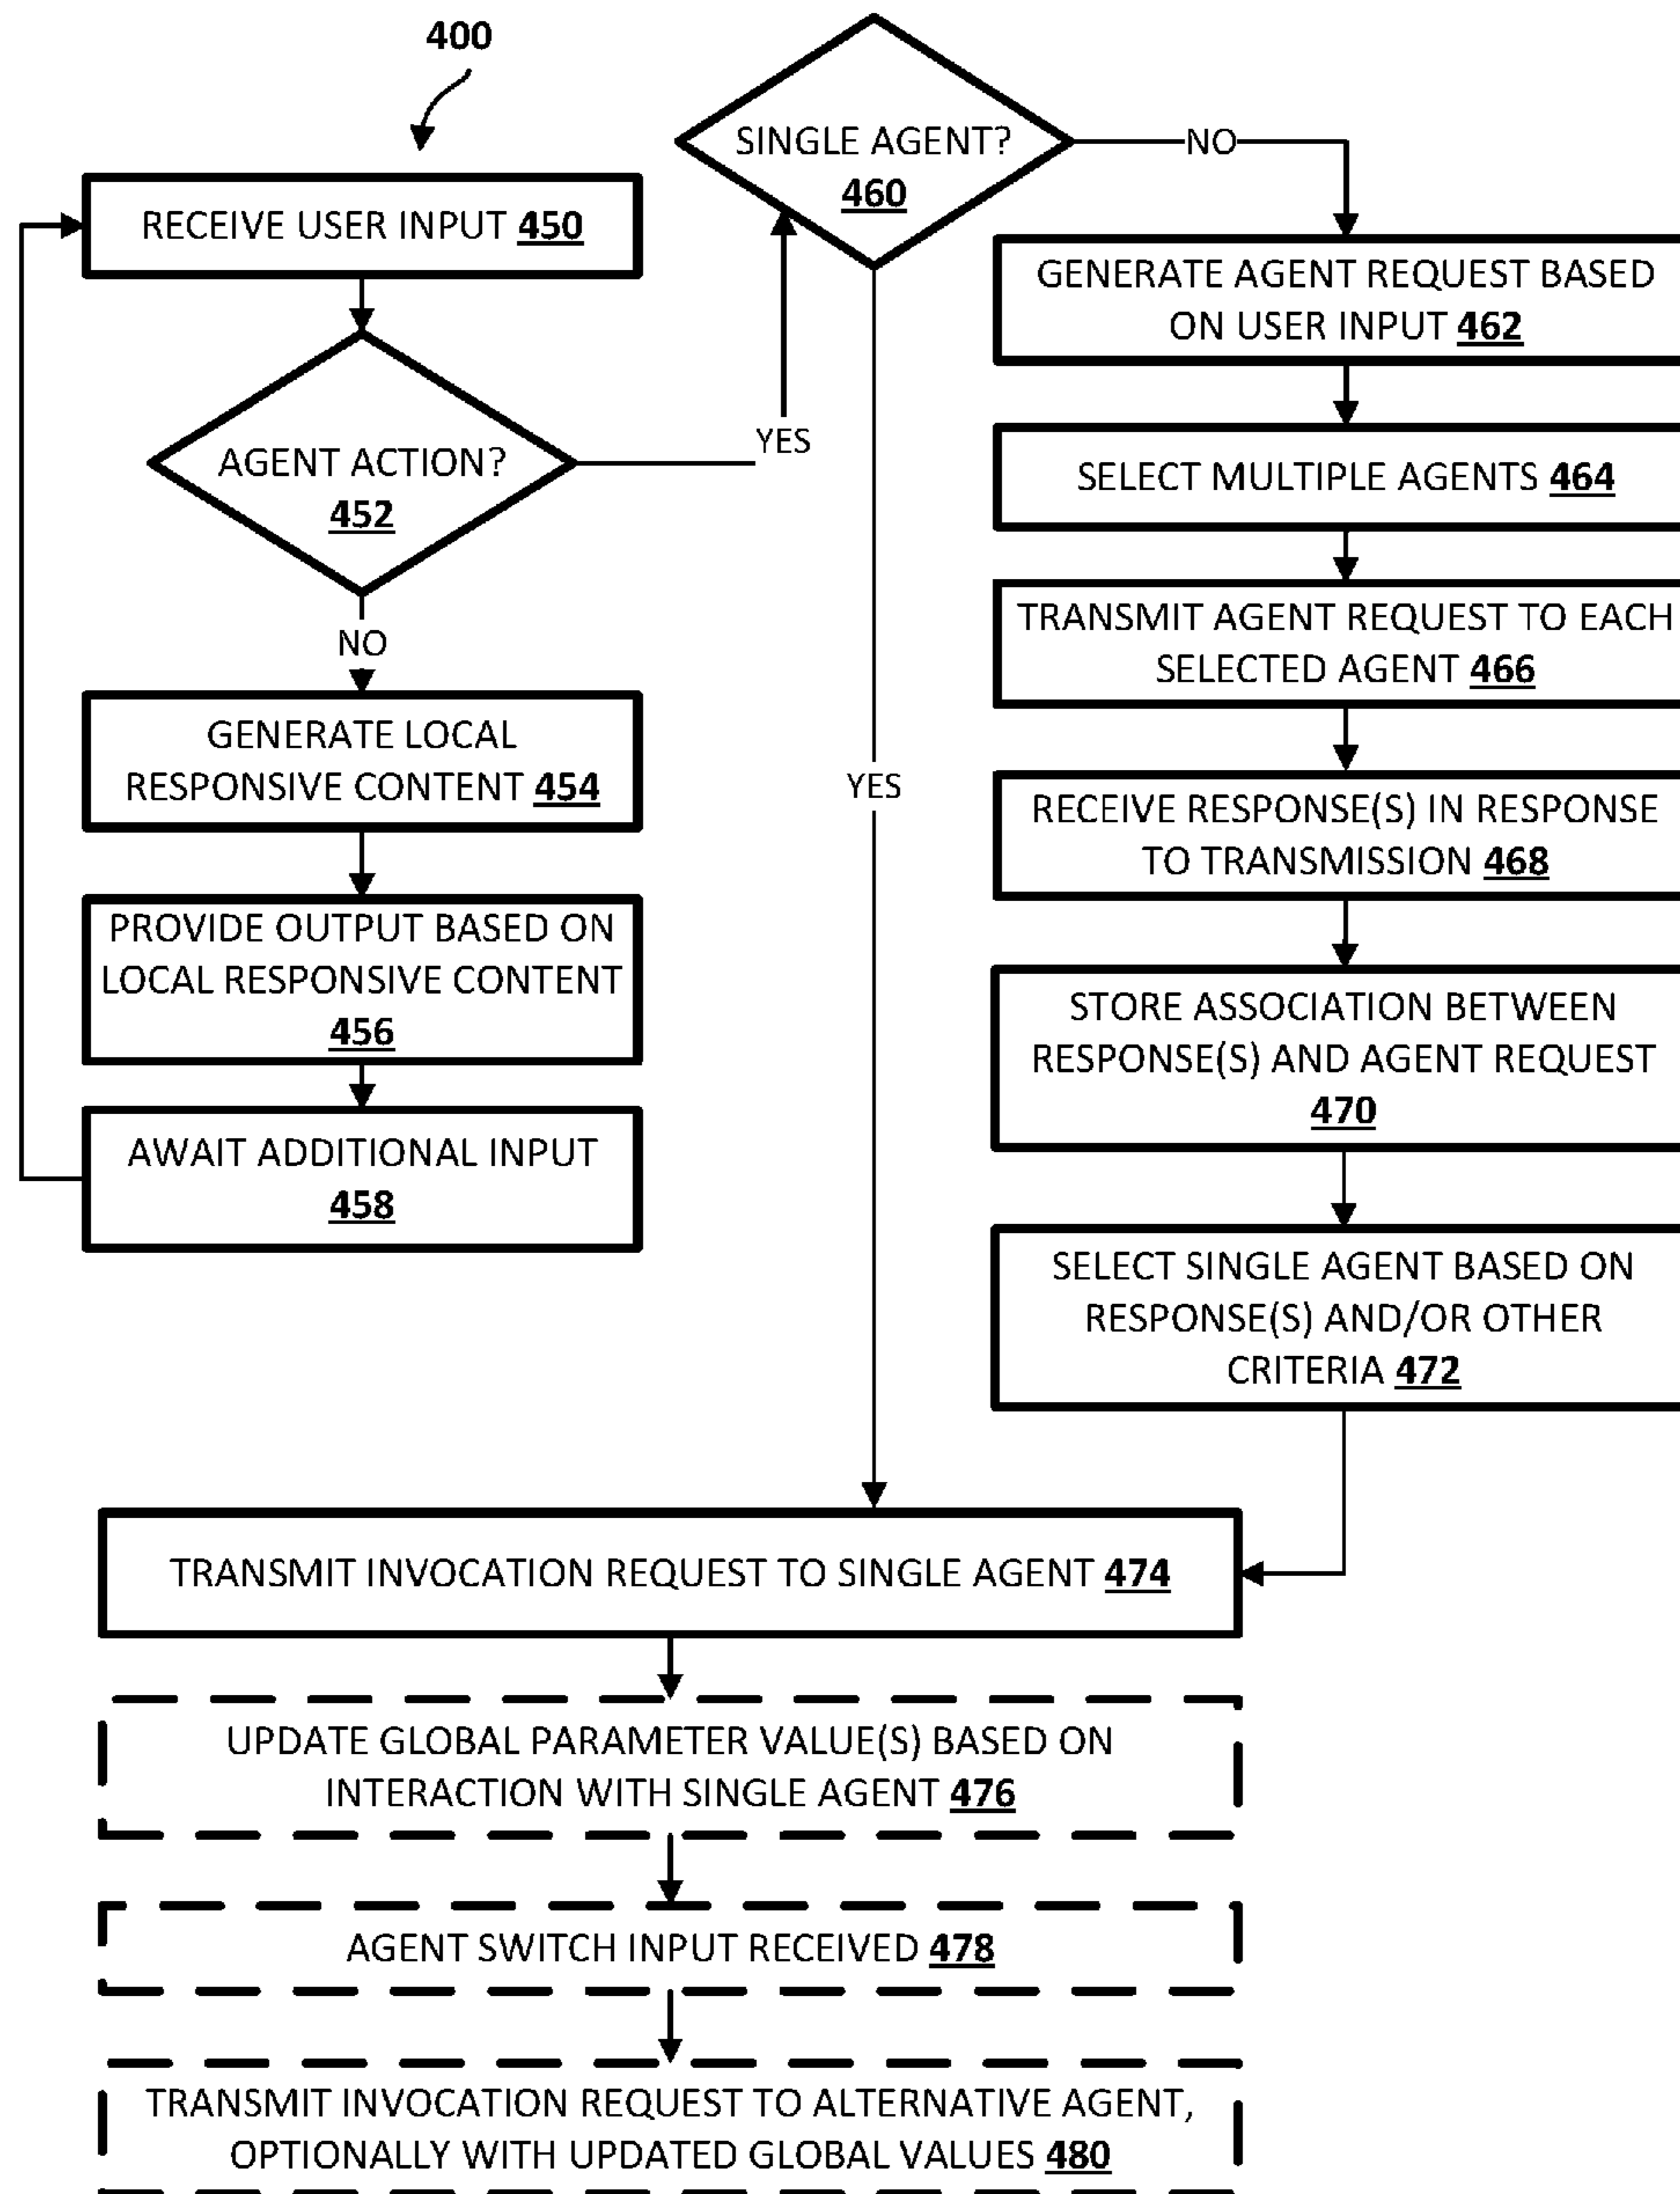 400
RECEIVE USER INPUT 450
AGENT ACTION?
452
YES
NO
GENERATE LOCAL
RESPONSIVE CONTENT 454
PROVIDE OUTPUT BASED ON
LOCAL RESPONSIVE CONTENT
456
AWAIT ADDITIONAL INPUT
458
SINGLE AGENT?
460
NO
YES
GENERATE AGENT REQUEST BASED
ON USER INPUT 462
SELECT MULTIPLE AGENTS 464
TRANSMIT AGENT REQUEST TO EACH
SELECTED AGENT 466
RECEIVE RESPONSE(S) IN RESPONSE
TO TRANSMISSION 468
STORE ASSOCIATION BETWEEN
RESPONSE(S) AND AGENT REQUEST
470
SELECT SINGLE AGENT BASED ON
RESPONSE(S) AND/OR OTHER
CRITERIA 472
TRANSMIT INVOCATION REQUEST TO SINGLE AGENT 474
UPDATE GLOBAL PARAMETER VALUE(S) BASED ON
INTERACTION WITH SINGLE AGENT 476
AGENT SWITCH INPUT RECEIVED 478
TRANSMIT INVOCATION REQUEST TO ALTERNATIVE AGENT,
OPTIONALLY WITH UPDATED GLOBAL VALUES 480